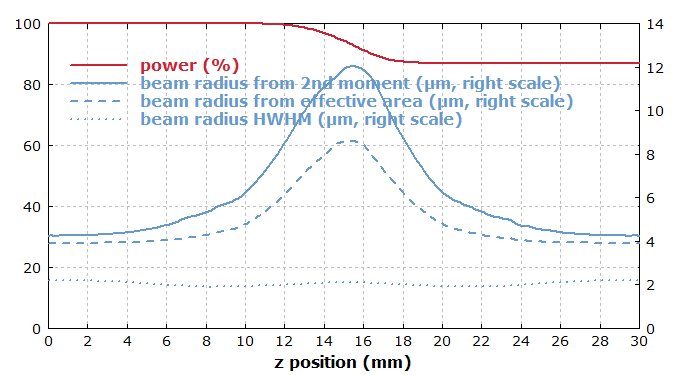 100
80
60
40
20
0
14
12
10
8
6
4
2
0
power (%)
beam radius from 2nd moment (µm, right scale)
beam radius from effective area (µm, right scale)
beam radius HWHM (µm, right scale)
0 2 4 6 8 10 12 14 16 18 20 22 24 26 28 30
z position (mm)